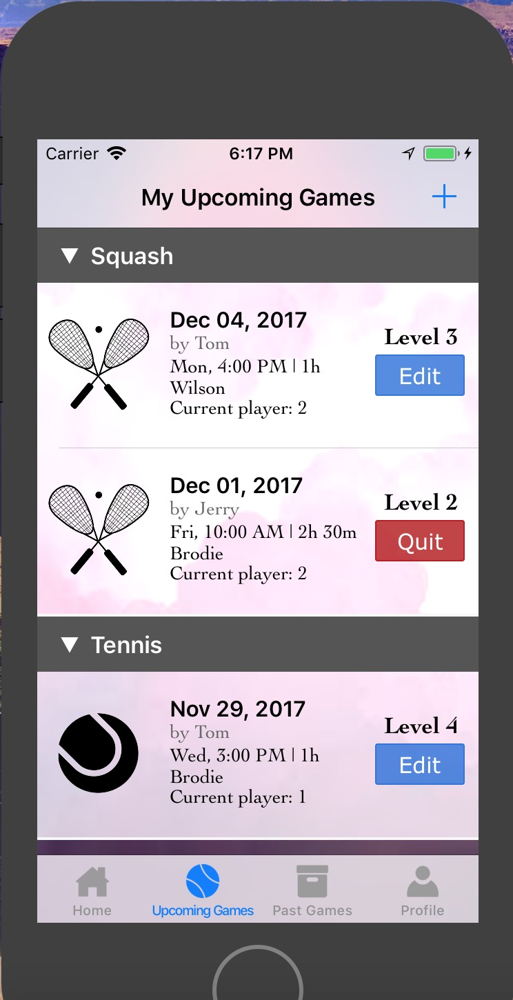 Carrier 6:17 PM
My Upcoming Games +
▼ Squash
Dec 04, 2017
by Tom
Mon, 4:00 PM | 1h
Wilson
Current player: 2
Level 3
Edit
Dec 01, 2017
by Jerry
Fri, 10:00 AM | 2h 30m
Brodie
Current player: 2
Level 2
Quit
▼ Tennis
Nov 29, 2017
by Tom
Wed, 3:00 PM | 1h
Brodie
Current player: 1
Level 4
Edit
Home Upcoming Games Past Games Profile